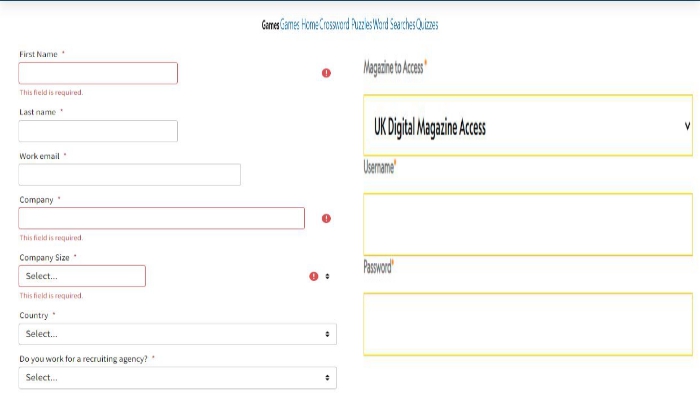 Games Games Home Crossword Puzzles Word Searches Quizzes
First Name *
This field is required.
Last name *
Work email *
Company *
This field is required.
Company Size *
Select...
This field is required.
Country *
Select...
Do you work for a recruiting agency? *
Select...
Magazine to Access*
UK Digital Magazine Access
Username*
Password*